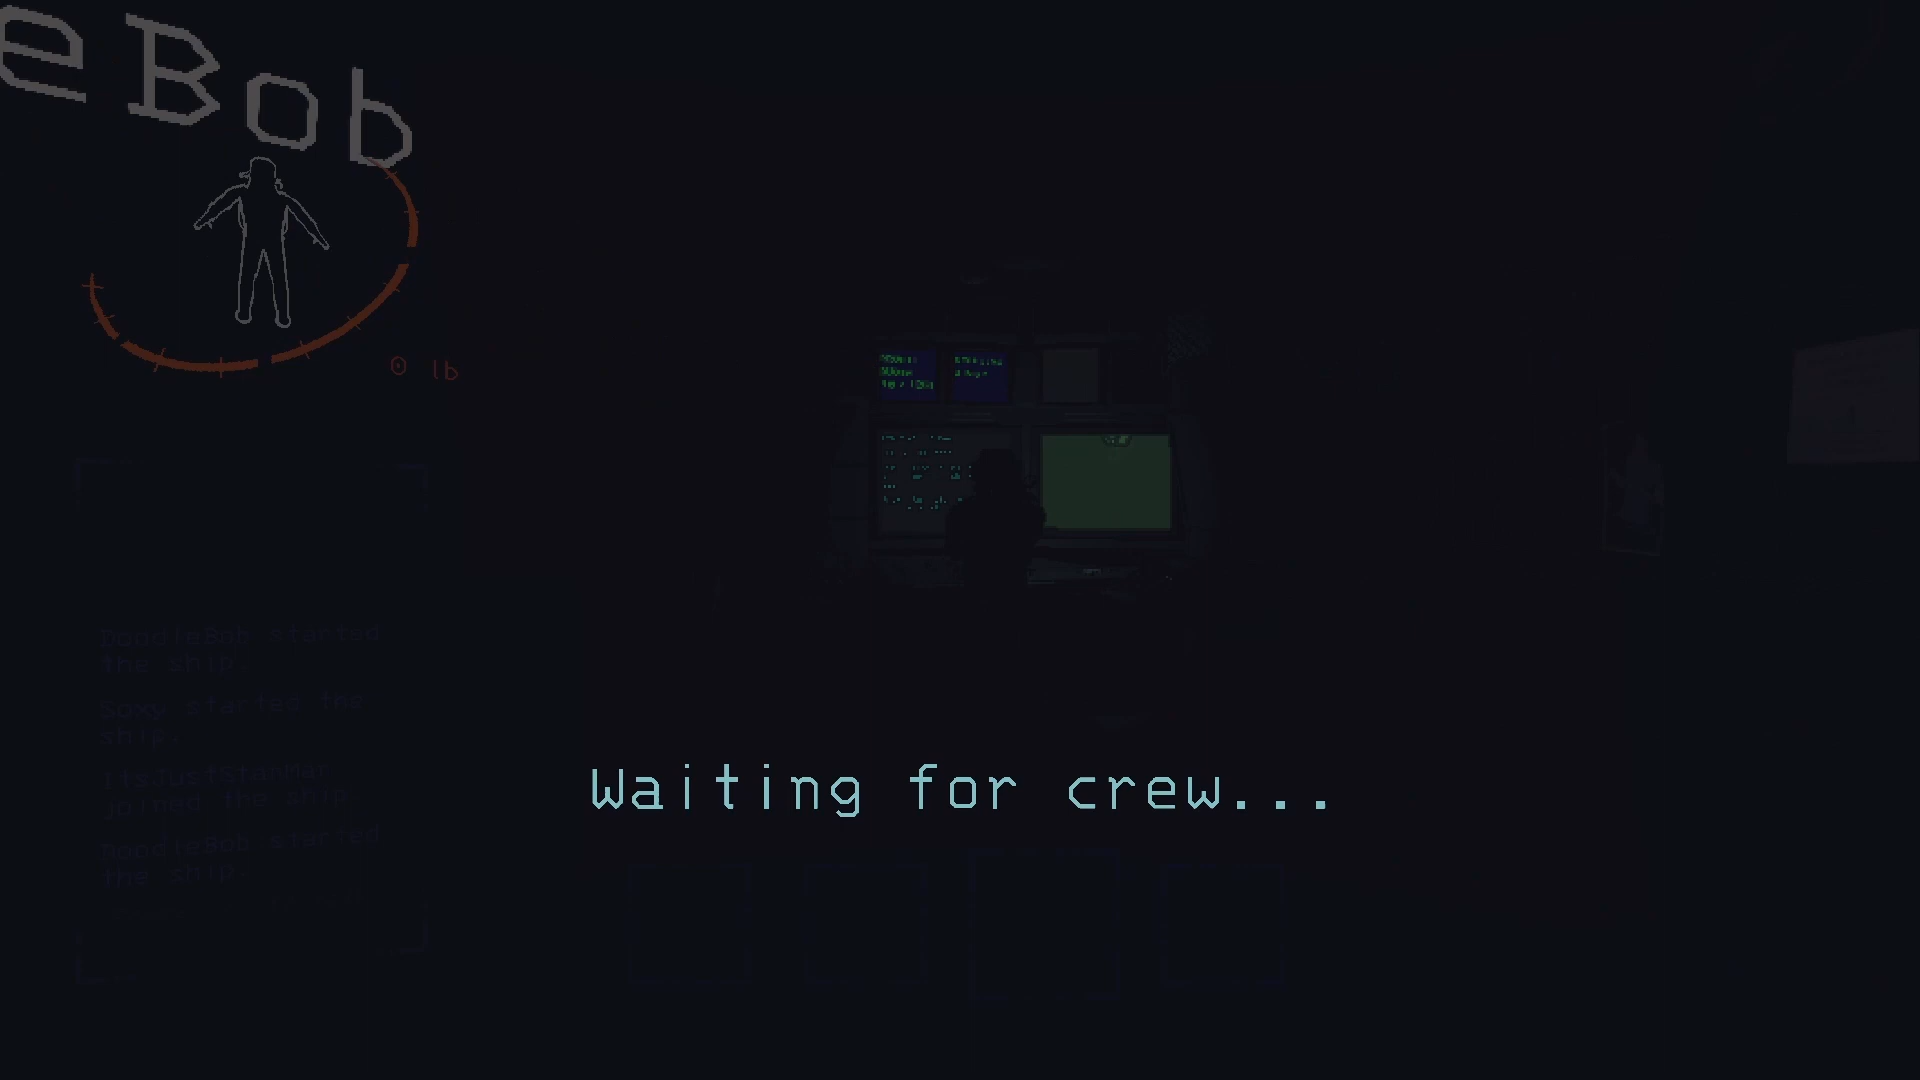 eBob
0 lb
DoodleBob started
the ship.
Soxy started the
ship.
ItsJustStarMan
joined the ship.
DoodleBob started
the ship.
Waiting for crew...